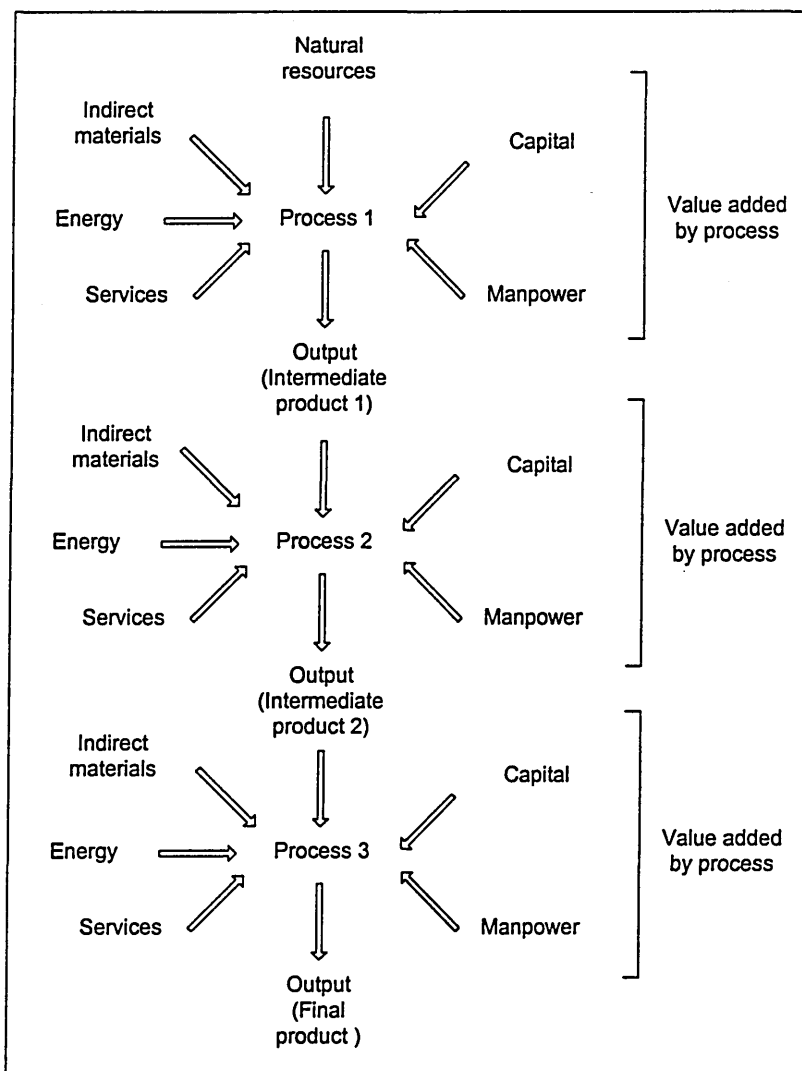 Natural
resources
Indirect
materials
Capital
Energy
Process 1
Value added
by process
Services
Manpower
Output
(Intermediate
product 1)
Indirect
materials
Capital
Energy
Process 2
Value added
by process
Services
Manpower
Output
(Intermediate
product 2)
Indirect
materials
Capital
Energy
Process 3
Value added
by process
Services
Manpower
Output
(Final
product )